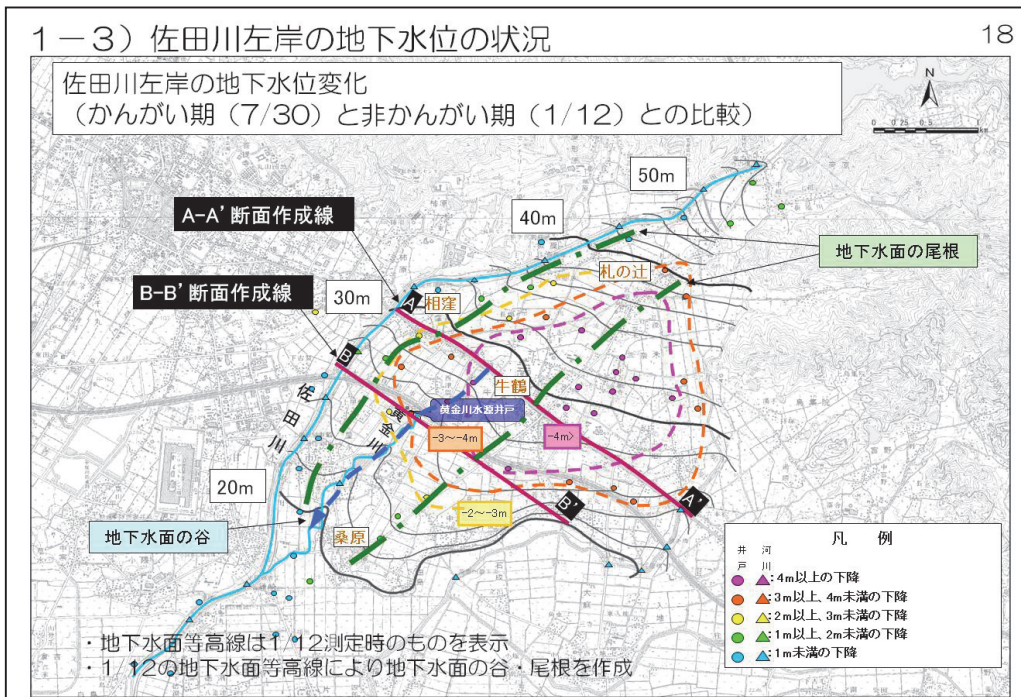 1－3）佐田川左岸の地下水位の状況
18
佐田川左岸の地下水位変化
（かんがい期（7/30）と非かんがい期（1/12）との比較）
N
0 0.25 0.5 1
50m
A-A’断面作成線
40m
地下水面の尾根
札の辻
B-B’断面作成線
30m
A
相窪
B
牛鶴
佐田川
黄金川水源井戸
黄金川
-3～-4m
-4m>
20m
-2～-3m
B’
A’
地下水面の谷
桑原
凡 例
井戸
河川
:4m以上の下降
:3m以上、4m未満の下降
:2m以上、3m未満の下降
:1m以上、2m未満の下降
:1m未満の下降
・地下水面等高線は1/12測定時のものを表示
・1/12の地下水面等高線により地下水面の谷・尾根を作成